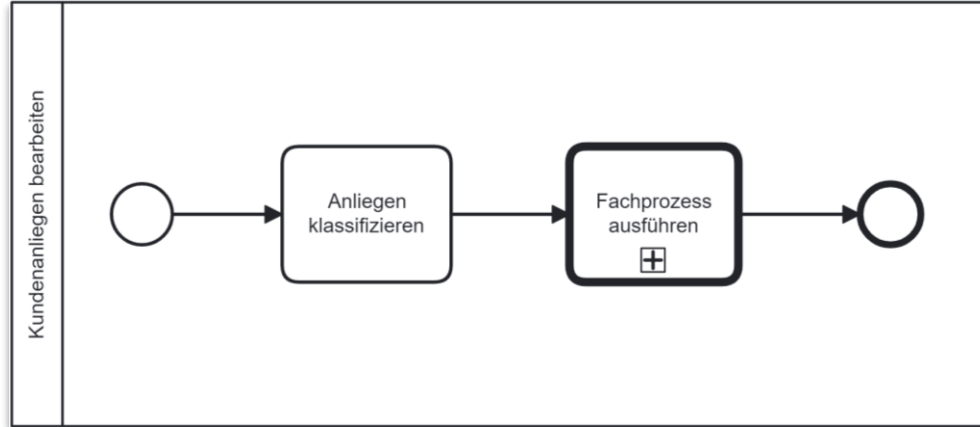 Kundenanliegen bearbeiten
Anliegen
klassifizieren
Fachprozess
ausführen